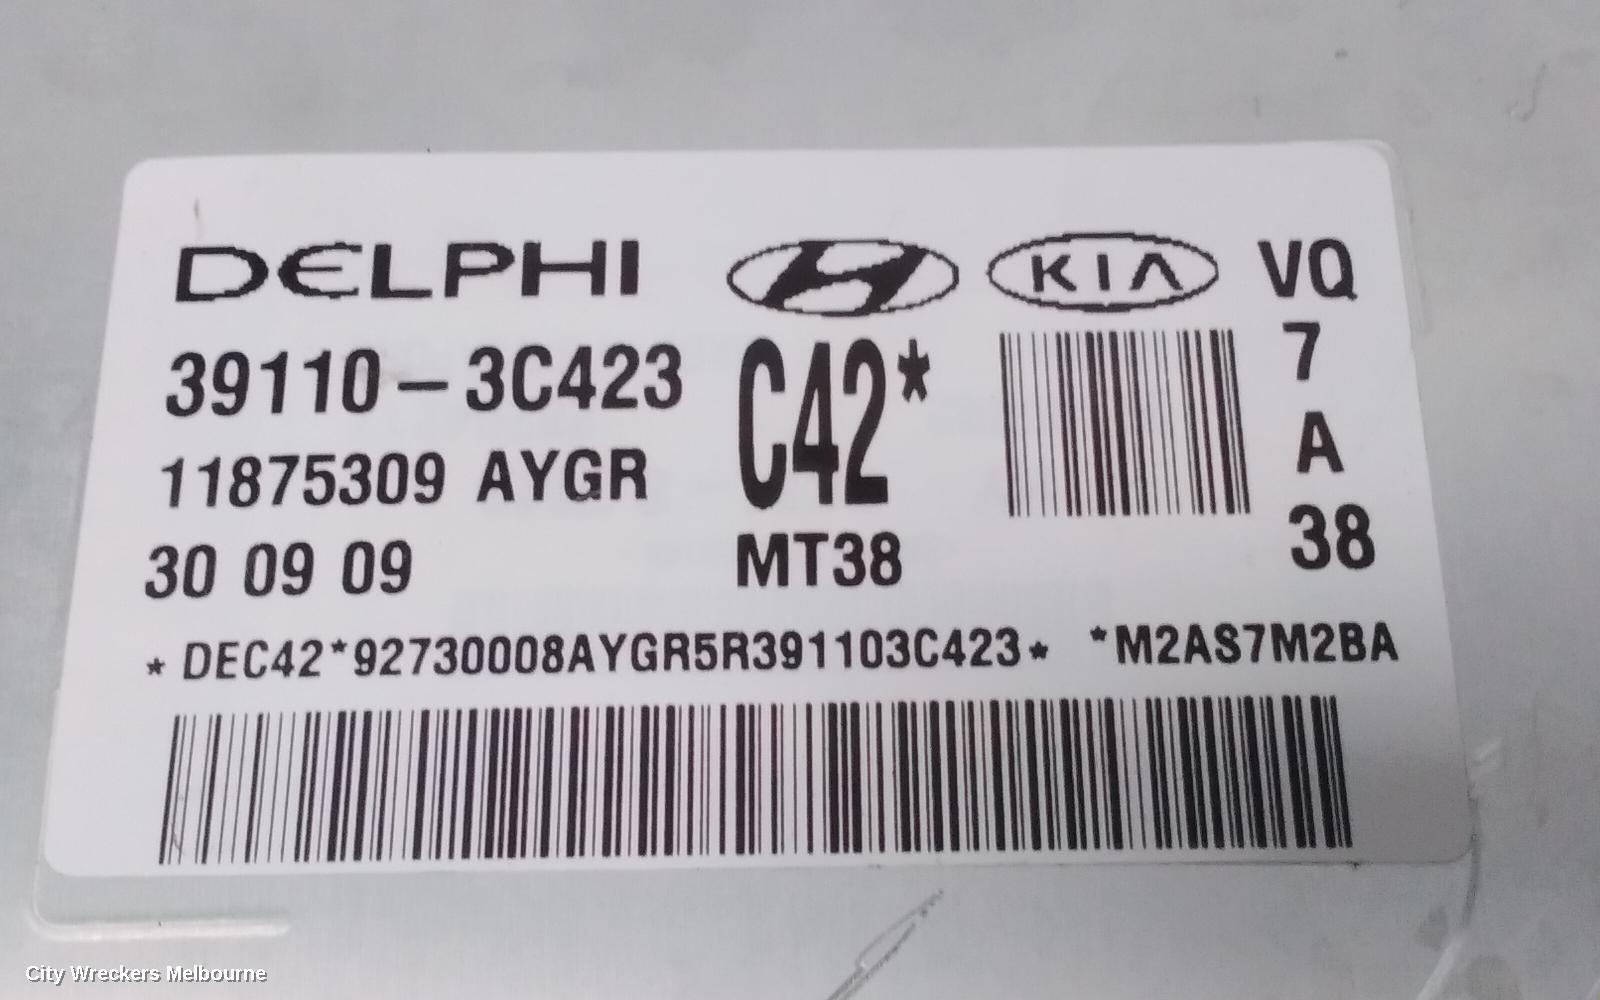 DELPHI KIA VQ
39110-3C423 C42* 7
11875309 AYGR A
30 09 09 MT38 38
* DEC42*92730008AYGR5R391103C423* *M2AS7M2BA
City Wreckers Melbourne